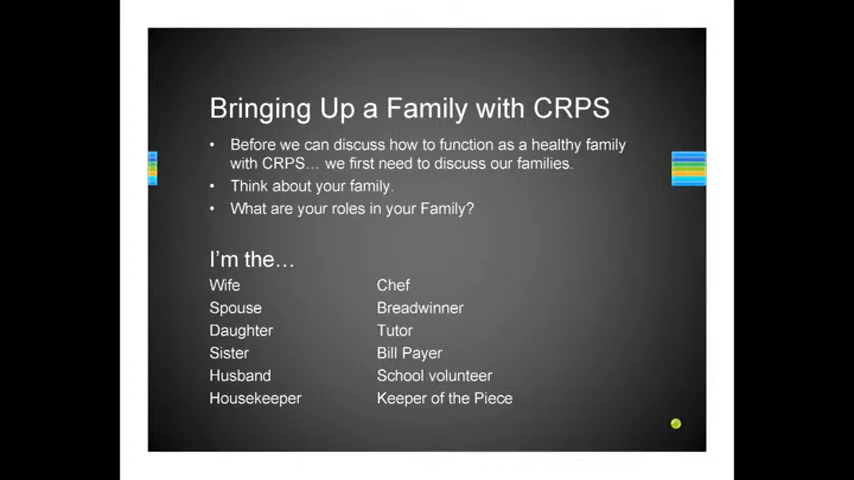 Bringing Up a Family with CRPS
• Before we can discuss how to function as a healthy family
with CRPS... we first need to discuss our families.
• Think about your family.
• What are your roles in your Family?
I'm the...
Wife Chef
Spouse Breadwinner
Daughter Tutor
Sister Bill Payer
Husband School volunteer
Housekeeper Keeper of the Piece